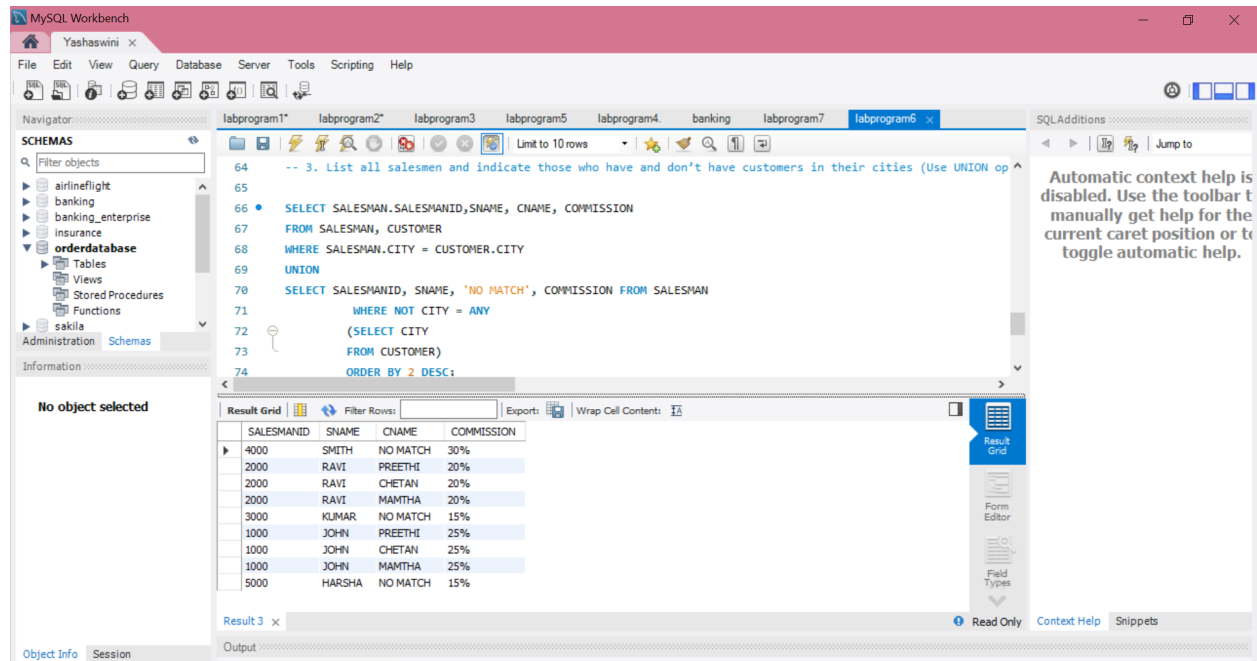 MySQL Workbench
Yashaswini
File Edit View Query Database Server Tools Scripting Help
Navigator
SCHEMAS
Filter objects
airlineflight
banking
banking_enterprise
insurance
orderdatabase
Tables
Views
Stored Procedures
Functions
sakila
Administration Schemas
Information
No object selected
Object Info Session
labprogram1* labprogram2* labprogram3 labprogram5 labprogram4. banking labprogram7 labprogram6
Limit to 10 rows
64 -- 3. List all salesmen and indicate those who have and don’t have customers in their cities (Use UNION op
65
66 SELECT SALESMAN.SALESMANID,SNAME, CNAME, COMMISSION
67 FROM SALESMAN, CUSTOMER
68 WHERE SALESMAN.CITY = CUSTOMER.CITY
69 UNION
70 SELECT SALESMANID, SNAME, 'NO MATCH', COMMISSION FROM SALESMAN
71 WHERE NOT CITY = ANY
72 (SELECT CITY
73 FROM CUSTOMER)
74 ORDER BY 2 DESC;
Result Grid Filter Rows: Export: Wrap Cell Content:
SALESMANID SNAME CNAME COMMISSION
4000 SMITH NO MATCH 30%
2000 RAVI PREETHI 20%
2000 RAVI CHETAN 20%
2000 RAVI MAMTHA 20%
3000 KUMAR NO MATCH 15%
1000 JOHN PREETHI 25%
1000 JOHN CHETAN 25%
1000 JOHN MAMTHA 25%
5000 HARSHA NO MATCH 15%
Result
Grid
Form
Editor
Field
Types
Result 3
Read Only
Output
SQLAdditions
Jump to
Automatic context help is
disabled. Use the toolbar t
manually get help for the
current caret position or to
toggle automatic help.
Context Help Snippets